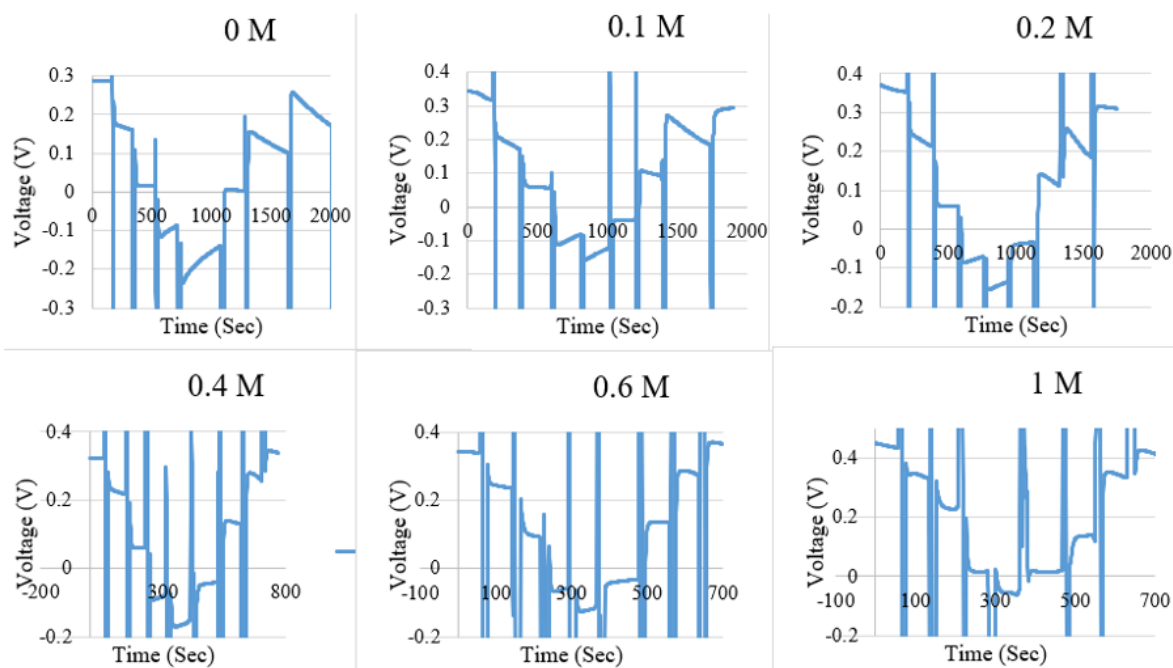 0 M
0.3
0.2
0.1
0
-0.1
-0.2
-0.3
0 500 1000 1500 2000
Voltage (V)
Time (Sec)
0.1 M
0.4
0.3
0.2
0.1
0
-0.1
-0.2
-0.3
0 500 1000 1500 2000
Voltage (V)
Time (Sec)
0.2 M
0.4
0.3
0.2
0.1
0
-0.1
-0.2
0 500 1000 1500 2000
Voltage (V)
Time (Sec)
0.4 M
0.4
0.2
0
-0.2
-200 300 800
Voltage (V)
Time (Sec)
0.6 M
0.4
0.2
0
-0.2
-100 100 300 500 700
Voltage (V)
Time (Sec)
1 M
0.4
0.2
0
-0.2
-100 100 300 500 700
Voltage (V)
Time (Sec)